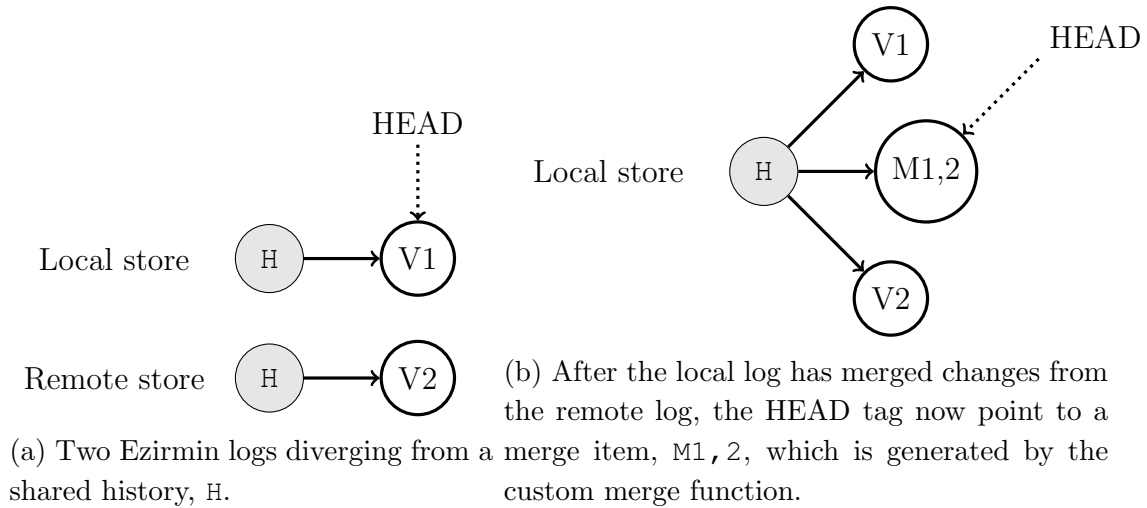 HEAD
Local store
H
V1
Remote store
H
V2
(a) Two Ezirmin logs diverging from a
shared history, H.
V1
HEAD
Local store
H
M1,2
V2
(b) After the local log has merged changes from
the remote log, the HEAD tag now point to a
merge item, M1,2, which is generated by the
custom merge function.